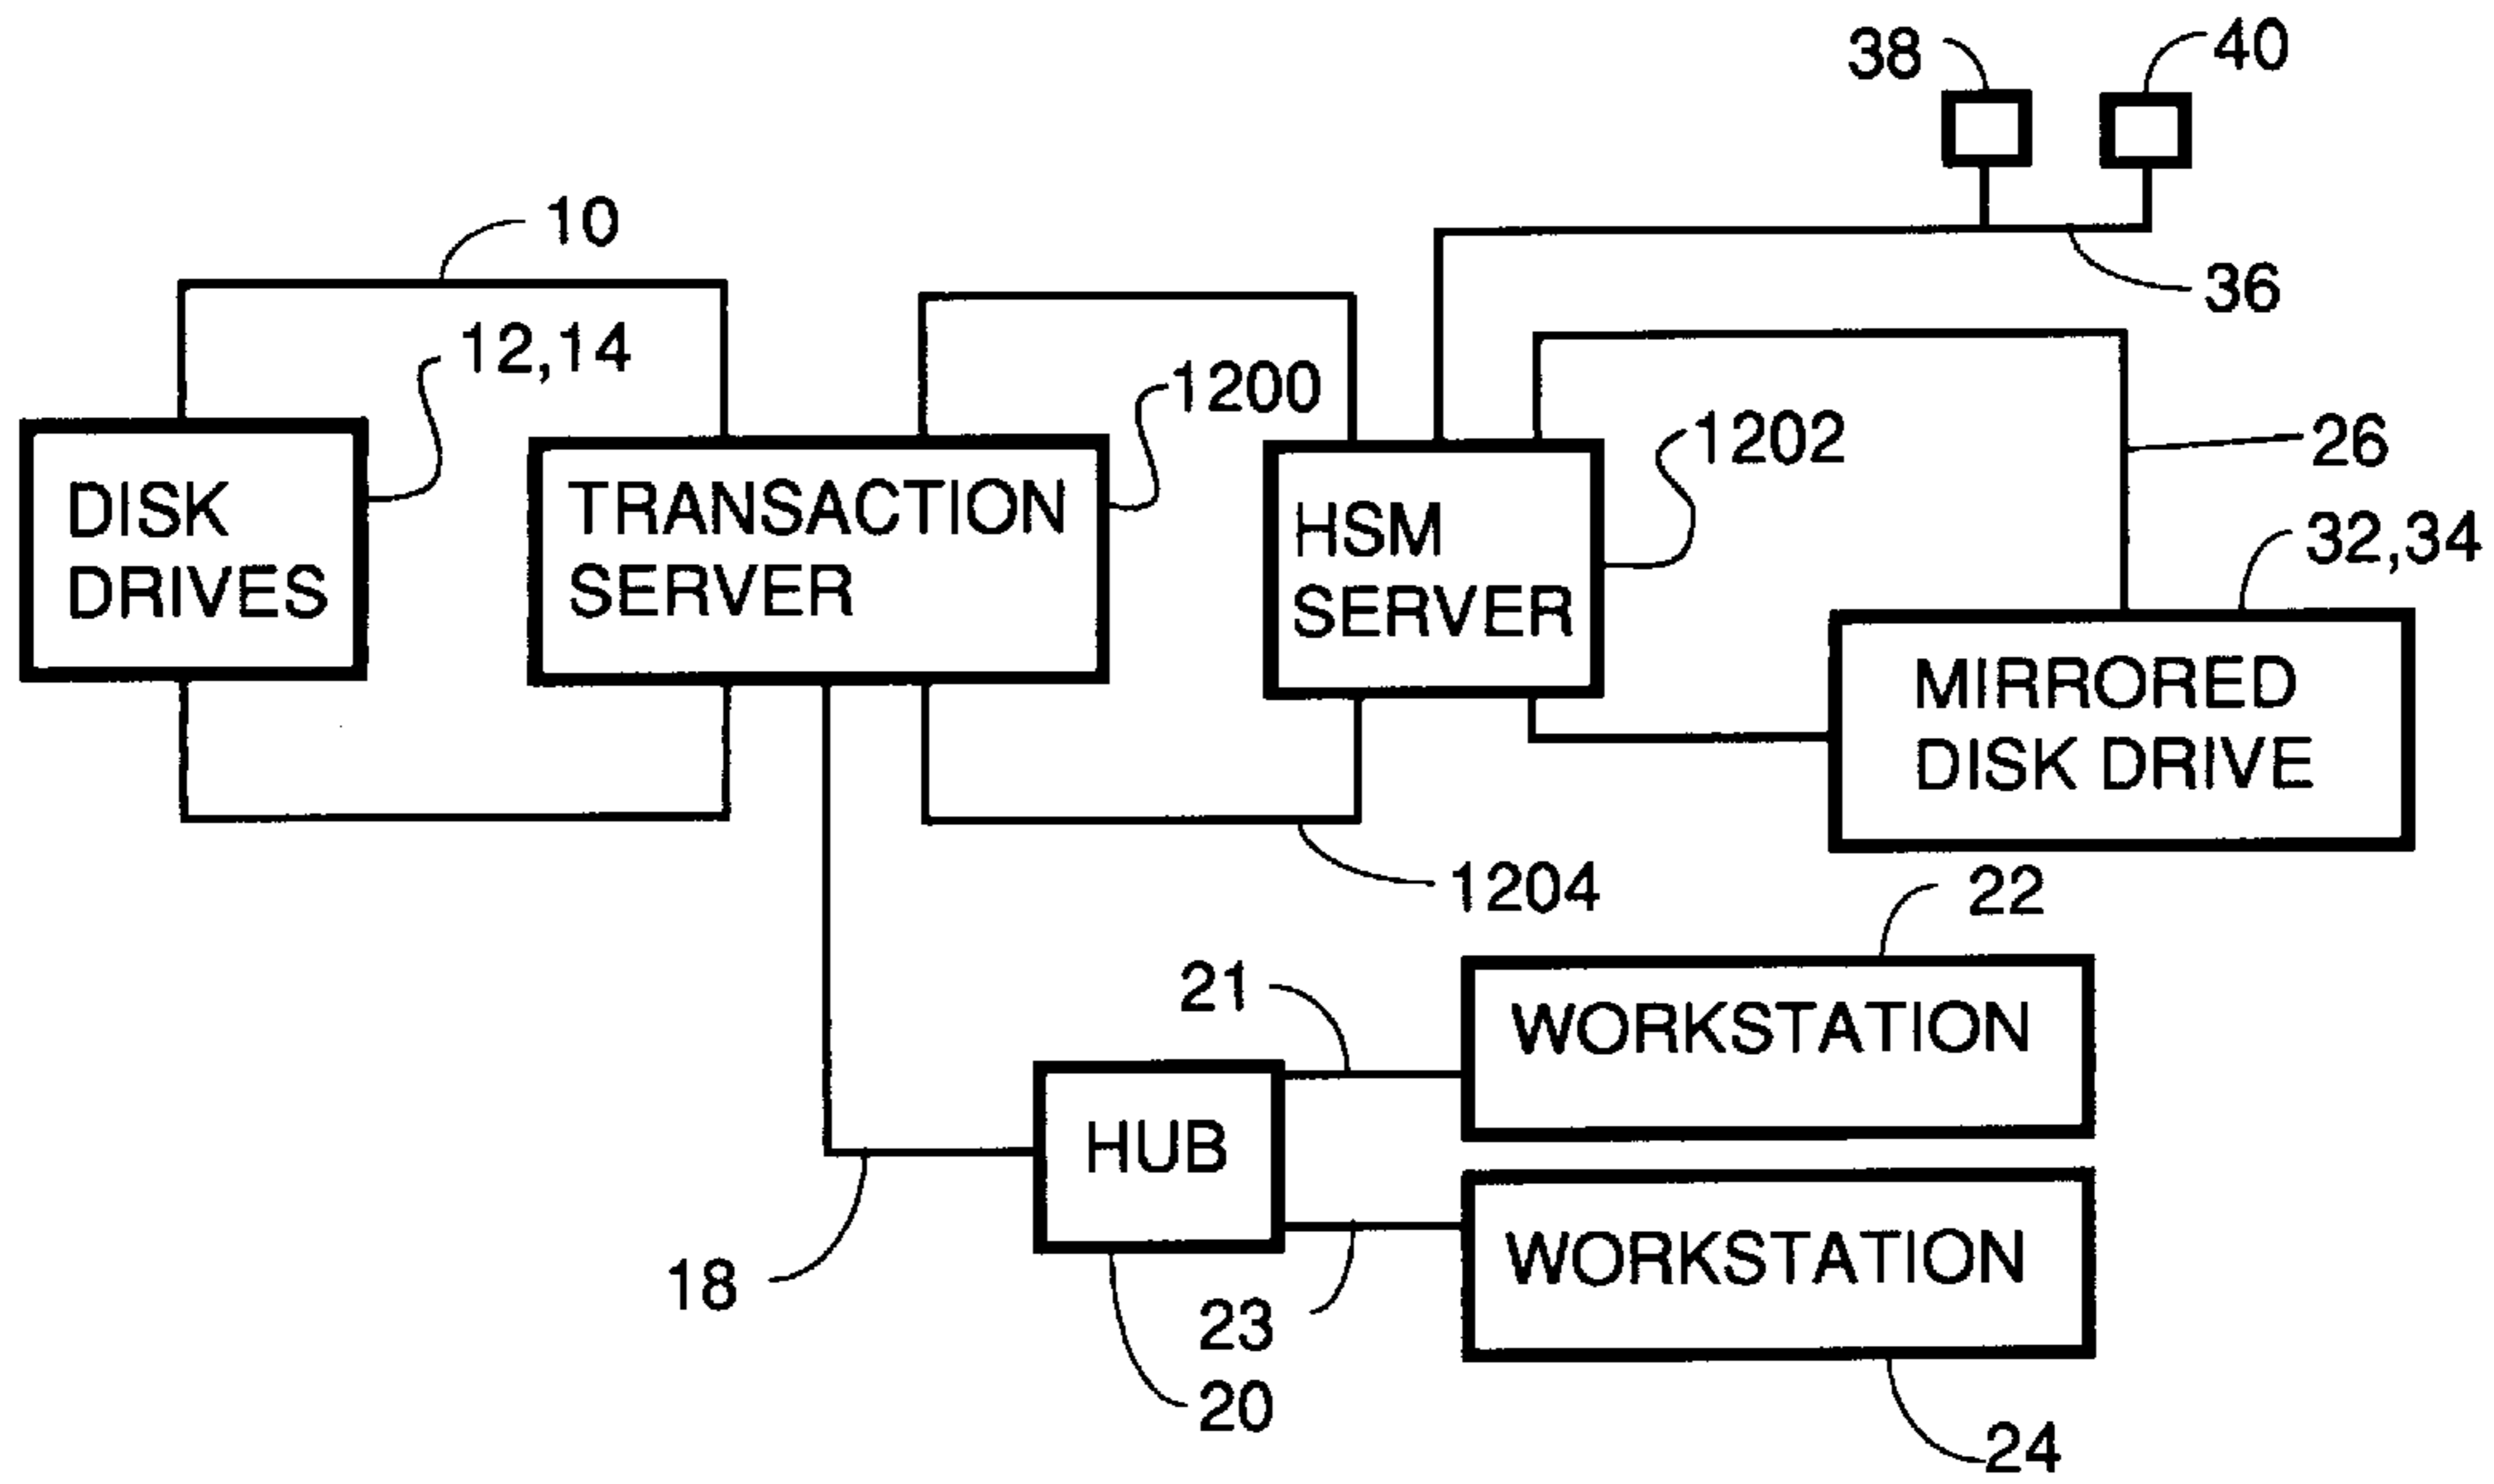 38
40
10
36
12,14
1200
1202
26
DISK
DRIVES
TRANSACTION
SERVER
HSM
SERVER
32,34
MIRRORED
DISK DRIVE
1204
22
21
WORKSTATION
HUB
18
23
WORKSTATION
20
24